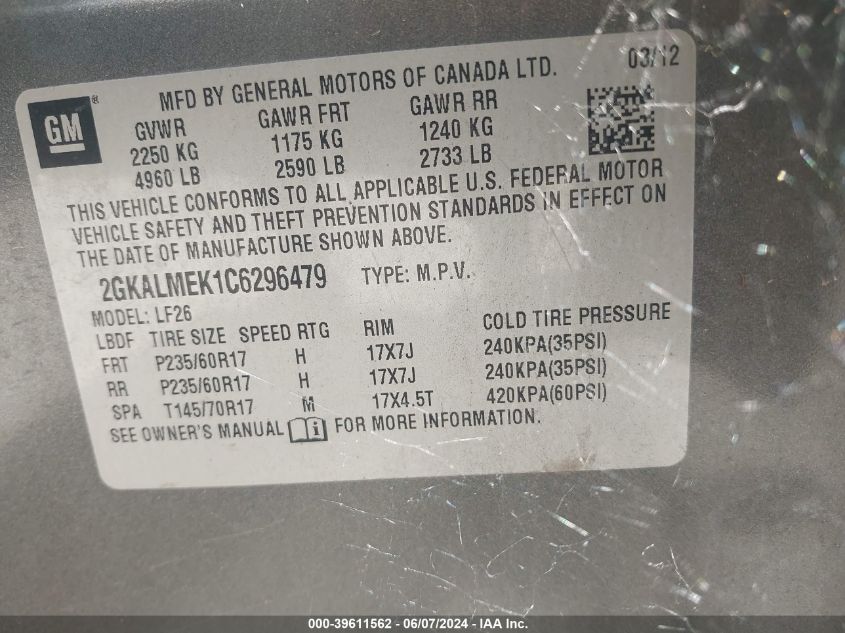 03/12
MFD BY GENERAL MOTORS OF CANADA LTD.
GM ®
GVWR GAWR FRT GAWR RR
2250 KG 1175 KG 1240 KG
4960 LB 2590 LB 2733 LB
THIS VEHICLE CONFORMS TO ALL APPLICABLE U.S. FEDERAL MOTOR
VEHICLE SAFETY AND THEFT PREVENTION STANDARDS IN EFFECT ON
THE DATE OF MANUFACTURE SHOWN ABOVE.
2GKALMEK1C6296479 TYPE: M.P.V.
MODEL: LF26
LBDF TIRE SIZE SPEED RTG RIM COLD TIRE PRESSURE
FRT P235/60R17 H 17X7J 240KPA(35PSI)
RR P235/60R17 H 17X7J 240KPA(35PSI)
SPA T145/70R17 M 17X4.5T 420KPA(60PSI)
SEE OWNER'S MANUAL i FOR MORE INFORMATION.
000-39611562 - 06/07/2024 - IAA Inc.